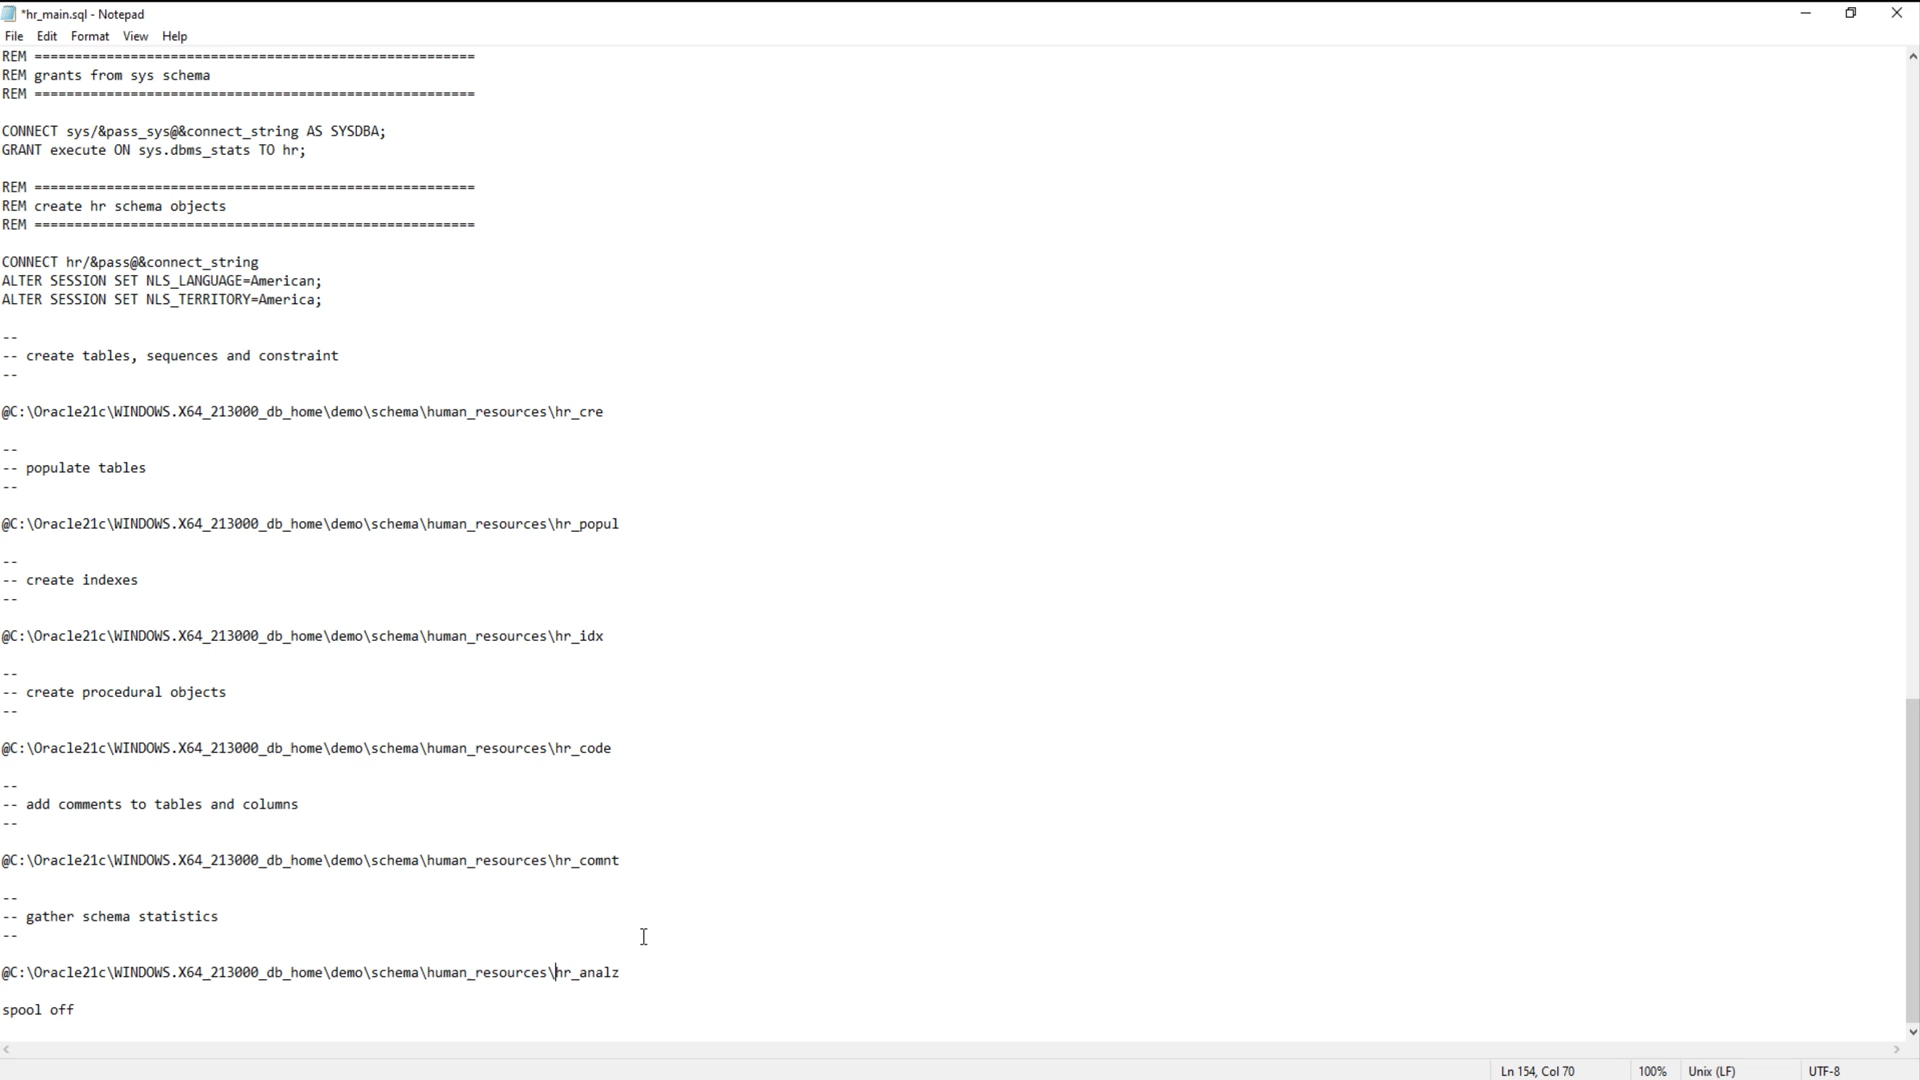 *hr_main.sql - Notepad
File Edit Format View Help
REM =======================================================
REM grants from sys schema
REM =======================================================
CONNECT sys/&pass_sys@&connect_string AS SYSDBA;
GRANT execute ON sys.dbms_stats TO hr;
REM =======================================================
REM create hr schema objects
REM =======================================================
CONNECT hr/&pass@&connect_string
ALTER SESSION SET NLS_LANGUAGE=American;
ALTER SESSION SET NLS_TERRITORY=America;
--
-- create tables, sequences and constraint
--
@C:\Oracle21c\WINDOWS.X64_213000_db_home\demo\schema\human_resources\hr_cre
--
-- populate tables
--
@C:\Oracle21c\WINDOWS.X64_213000_db_home\demo\schema\human_resources\hr_popul
--
-- create indexes
--
@C:\Oracle21c\WINDOWS.X64_213000_db_home\demo\schema\human_resources\hr_idx
--
-- create procedural objects
--
@C:\Oracle21c\WINDOWS.X64_213000_db_home\demo\schema\human_resources\hr_code
--
-- add comments to tables and columns
--
@C:\Oracle21c\WINDOWS.X64_213000_db_home\demo\schema\human_resources\hr_comnt
--
-- gather schema statistics
--
@C:\Oracle21c\WINDOWS.X64_213000_db_home\demo\schema\human_resources\hr_analz
spool off
Ln 154, Col 70 100% Unix (LF) UTF-8